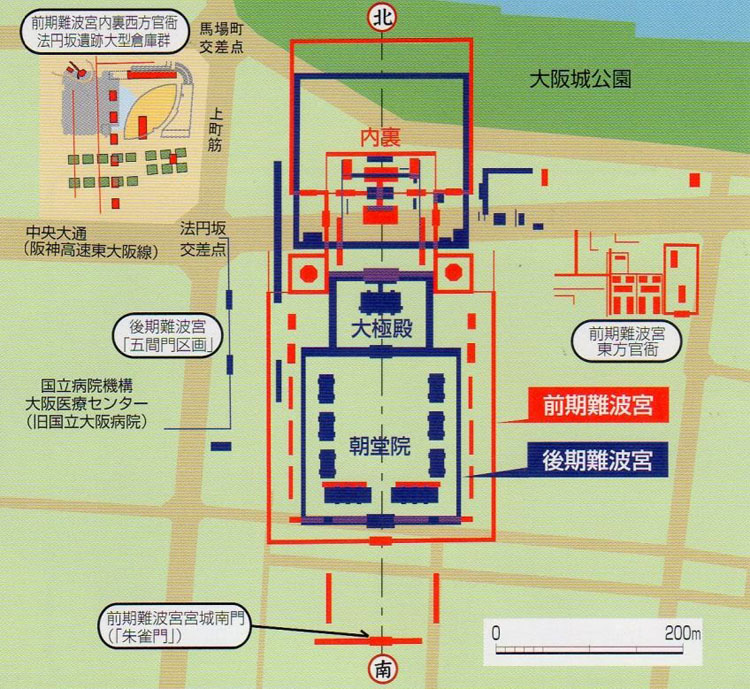 北
前期難波宮内裏西方官衙
法円坂遺跡大型倉庫群
馬場町
交差点
大阪城公園
上町筋
内裏
中央大通
(阪神高速東大阪線)
法円坂
交差点
大極殿
後期難波宮
「五間門区画」
前期難波宮
東方官衙
国立病院機構
大阪医療センター
(旧国立大阪病院)
前期難波宮
朝堂院
後期難波宮
前期難波宮宮城南門
(「朱雀門」)
0 200m
南